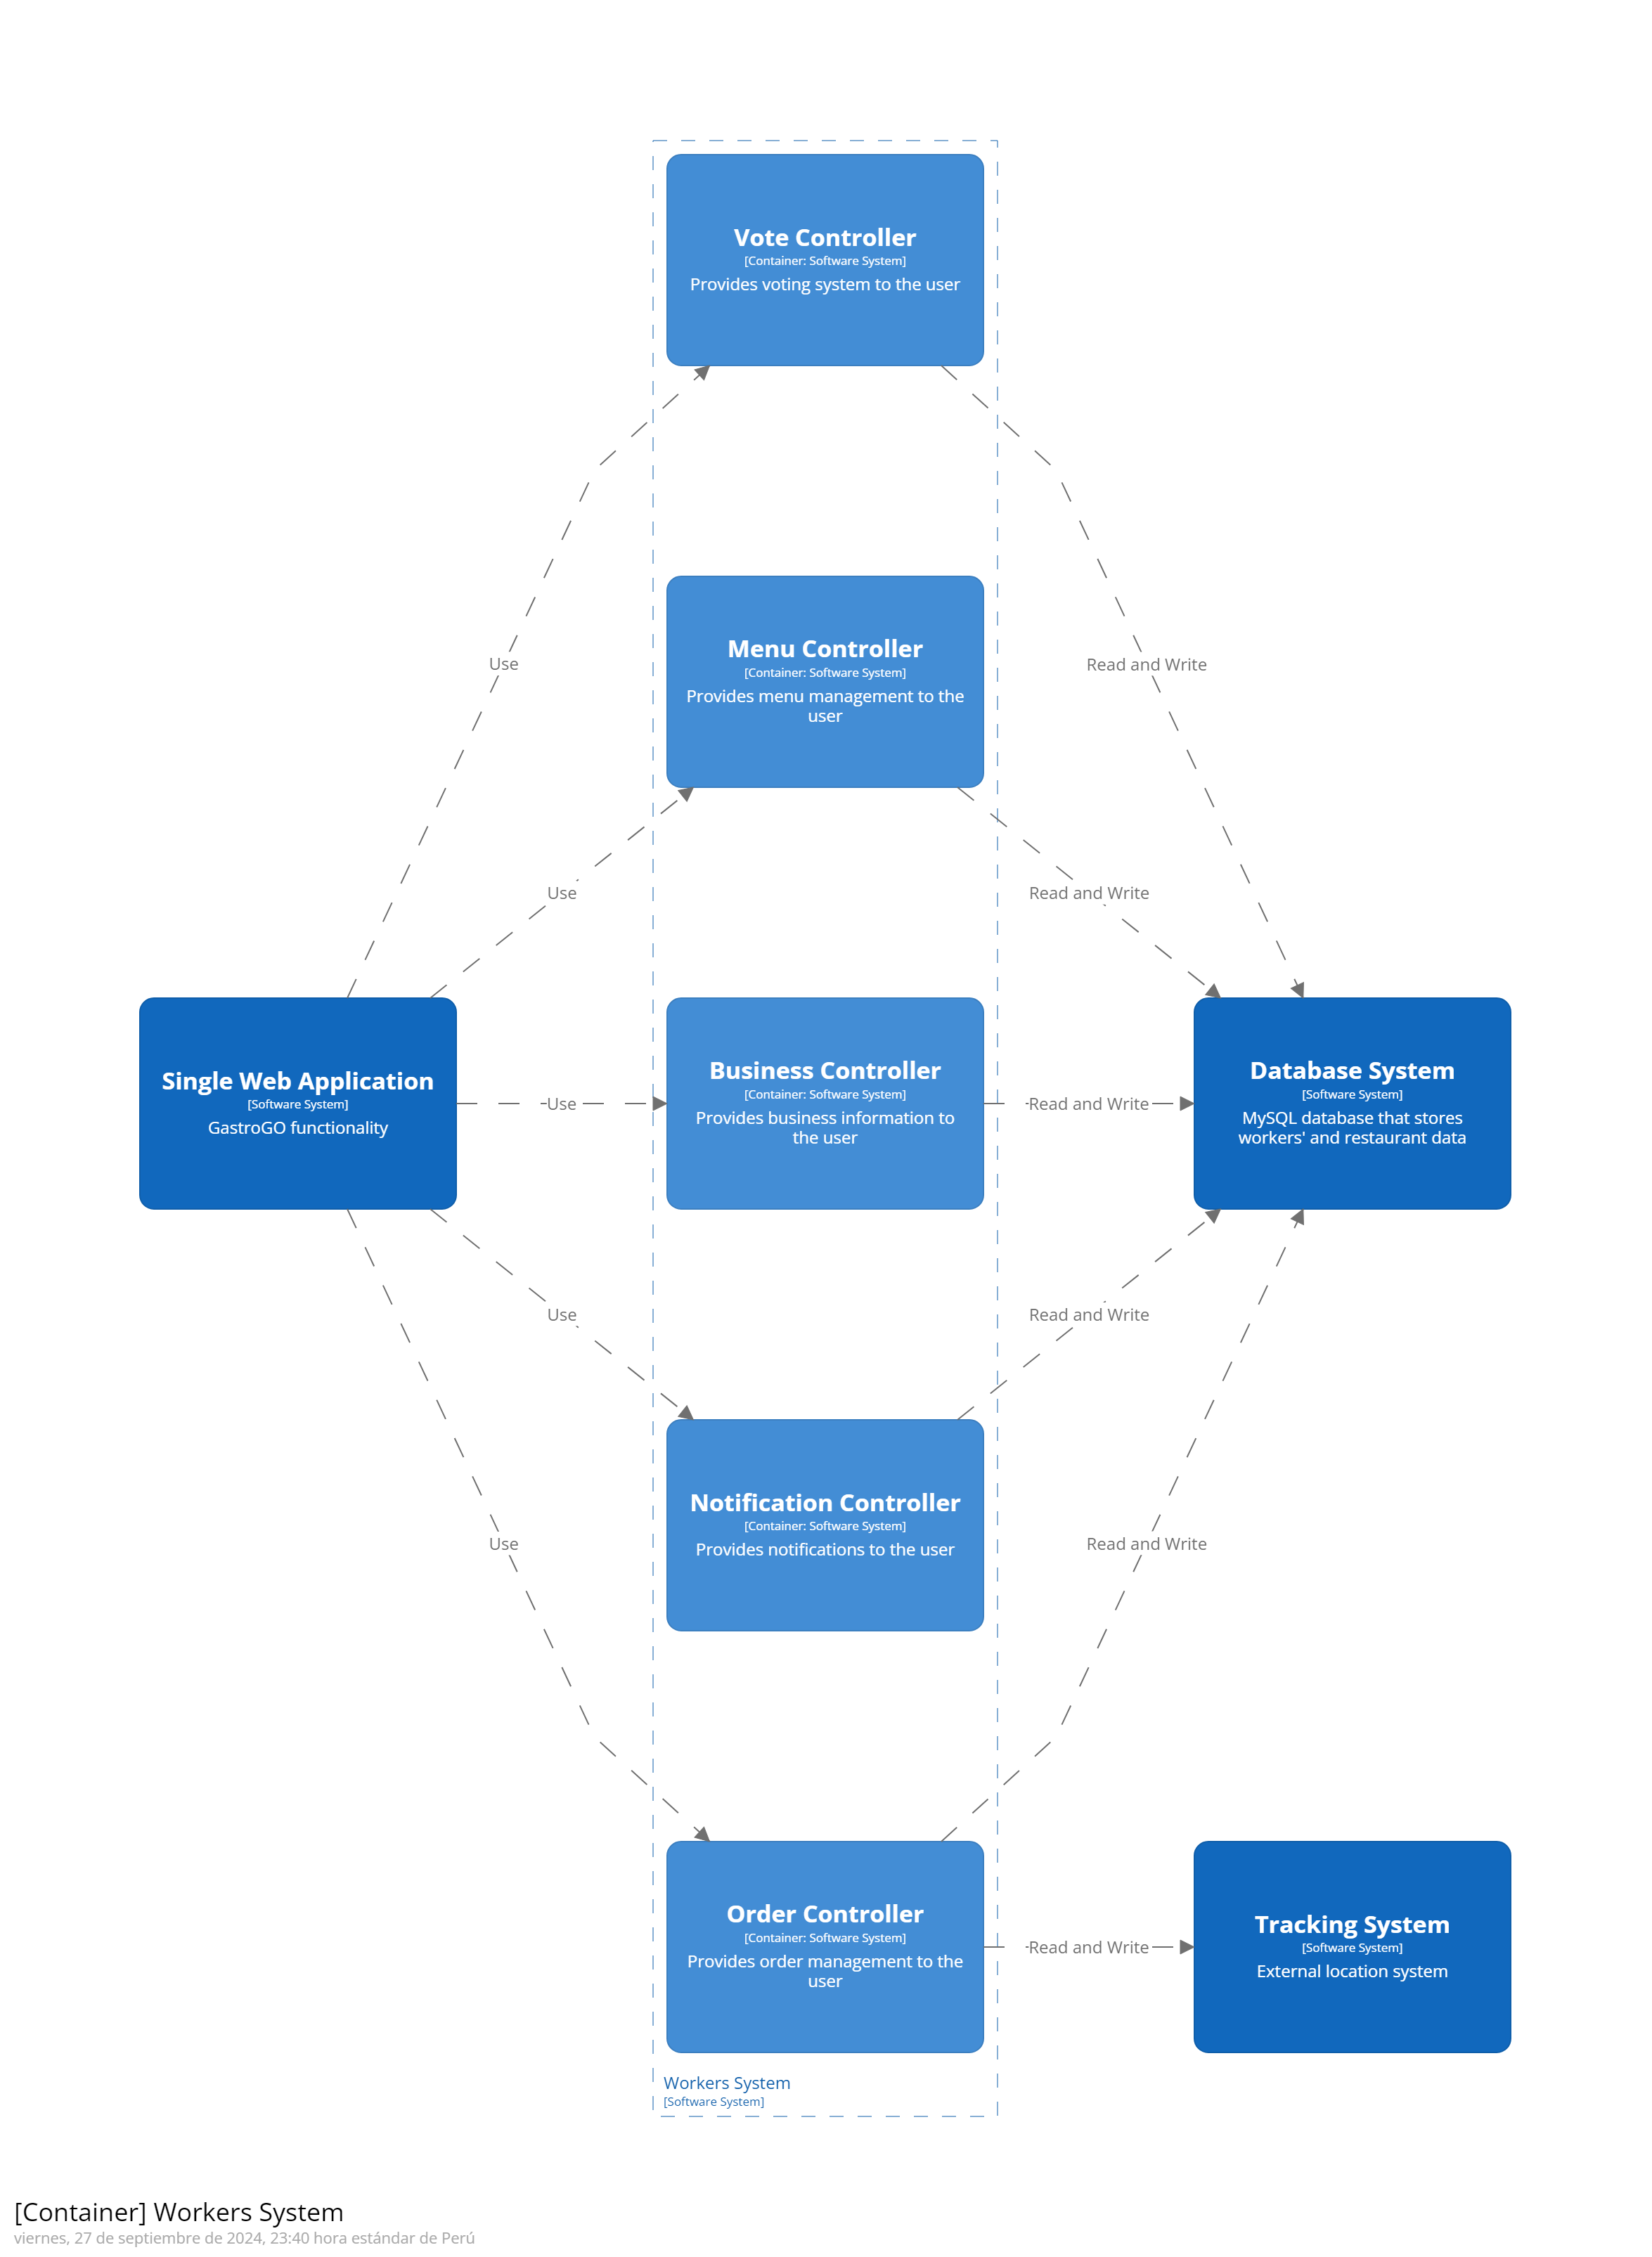 Vote Controller
[Container: Software System]
Provides voting system to the user
Use
Read and Write
Menu Controller
[Container: Software System]
Provides menu management to the
user
Use
Read and Write
Single Web Application
[Software System]
GastroGO functionality
Use
Business Controller
[Container: Software System]
Provides business information to
the user
Read and Write
Database System
[Software System]
MySQL database that stores
workers' and restaurant data
Use
Read and Write
Notification Controller
[Container: Software System]
Provides notifications to the user
Use
Read and Write
Order Controller
[Container: Software System]
Provides order management to the
user
Read and Write
Tracking System
[Software System]
External location system
Workers System
[Software System]
[Container] Workers System
viernes, 27 de septiembre de 2024, 23:40 hora estándar de Perú